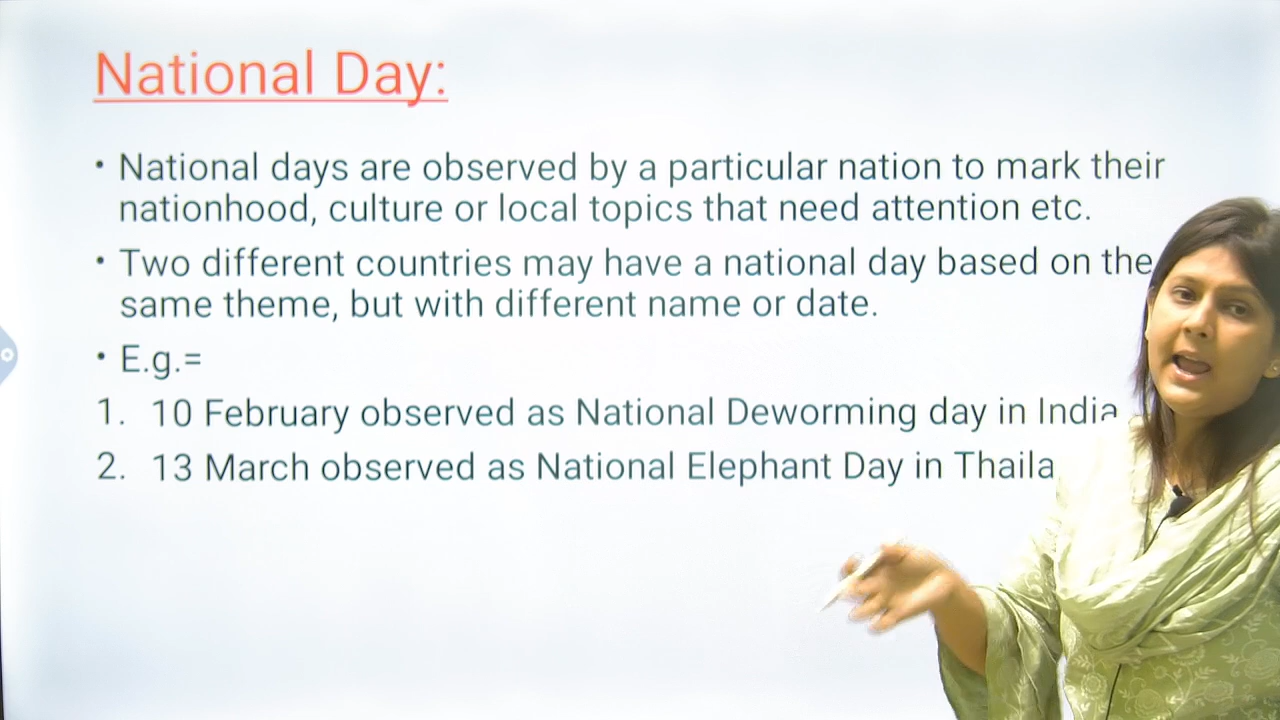 National Day:
• National days are observed by a particular nation to mark their
nationhood, culture or local topics that need attention etc.
• Two different countries may have a national day based on the
same theme, but with different name or date.
• E.g.=
1. 10 February observed as National Deworming day in India
2. 13 March observed as National Elephant Day in Thaila